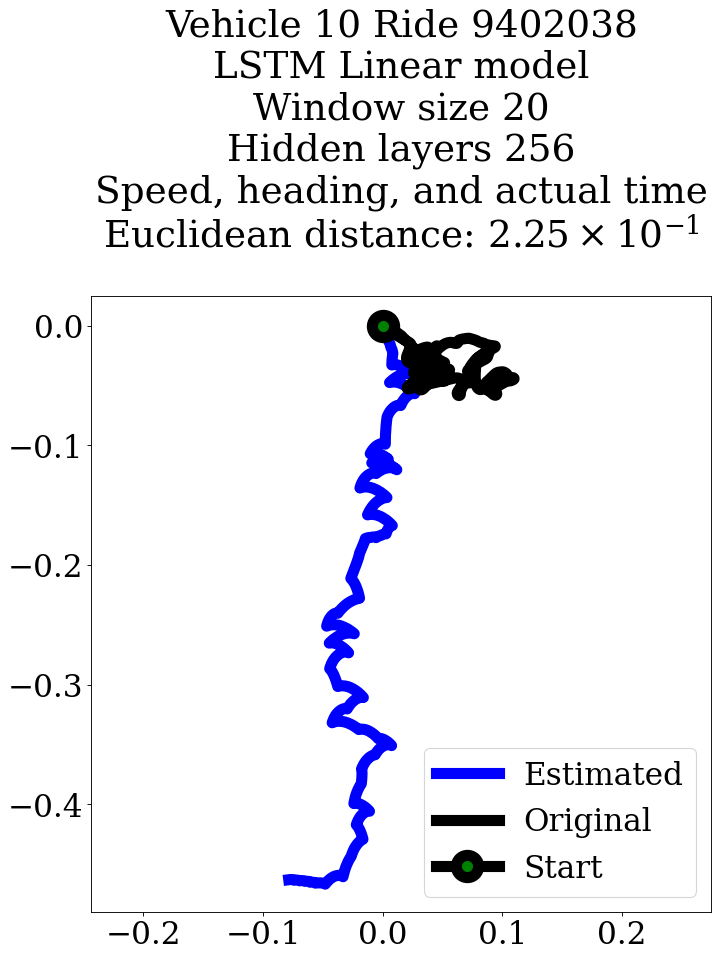 Vehicle 10 Ride 9402038
LSTM Linear model
Window size 20
Hidden layers 256
Speed, heading, and actual time
Euclidean distance: 2.25 × 10⁻¹
0.0
−0.1
−0.2
−0.3
−0.4
Estimated
Original
Start
−0.2 −0.1 0.0 0.1 0.2